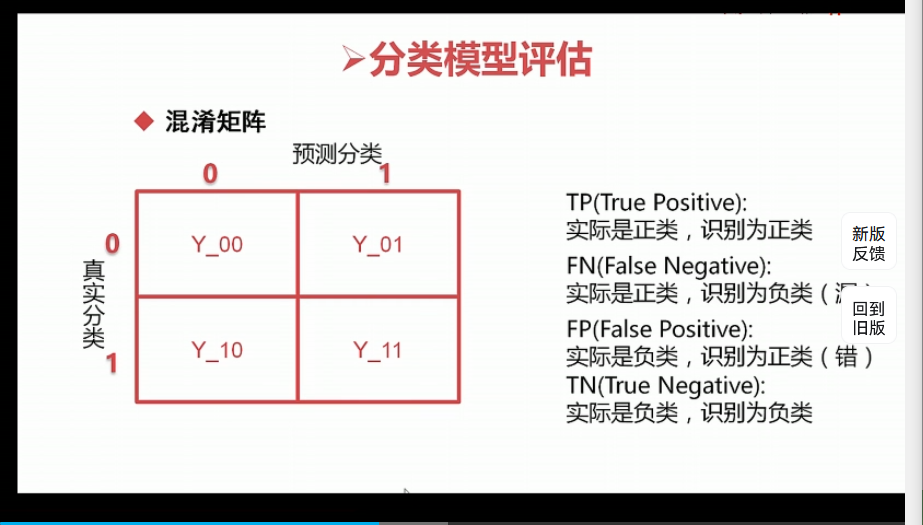 ➢分类模型评估
◆ 混淆矩阵
预测分类
0 1
0
Y_00 Y_01
真实分类
1
Y_10 Y_11
TP(True Positive):
实际是正类，识别为正类
FN(False Negative):
实际是正类，识别为负类（
FP(False Positive):
实际是负类，识别为正类（错）
TN(True Negative):
实际是负类，识别为负类
新版
反馈
回到
旧版